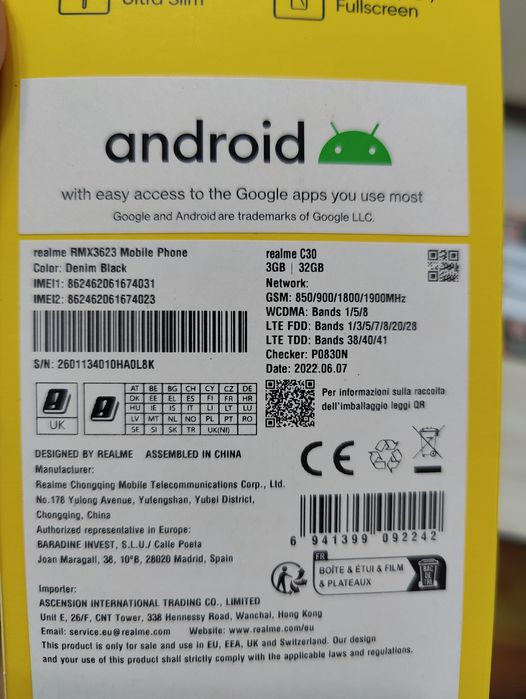 Ultra Slim
Fullscreen
android
with easy access to the Google apps you use most
Google and Android are trademarks of Google LLC.
realme RMX3623 Mobile Phone
Color: Denim Black
IMEI1: 862462061674031
IMEI2: 862462061674023
S/N: 2601134010HA0L8K
realme C30
3GB | 32GB
Network:
GSM: 850/900/1800/1900MHz
WCDMA: Bands 1/5/8
LTE FDD: Bands 1/3/5/7/8/20/28
LTE TDD: Bands 38/40/41
Checker: P0830N
Date: 2022.06.07
UK
AT BE BG CH CY CZ DE
DK EE EL ES FI FR HR
HU IE IS IT LI LT LU
LV MT NL NO PL PT RO
SE SI SK TR UK(NI)
Per informazioni sulla raccolta
dell'imballaggio leggi QR
DESIGNED BY REALME ASSEMBLED IN CHINA
Manufacturer:
Realme Chongqing Mobile Telecommunications Corp., Ltd.
No.178 Yulong Avenue, Yufengshan, Yubei District,
Chongqing, China
Authorized representative in Europe:
BARADINE INVEST, S.L.U./ Calle Poeta
Joan Maragall, 38, 10ºB, 28020 Madrid, Spain
CE
6 941399 092242
FR
BOÎTE & ÉTUI & FILM
& PLATEAUX
BAC
DE TRI
Importer:
ASCENSION INTERNATIONAL TRADING CO., LIMITED
Unit E, 26/F, CNT Tower, 338 Hennessy Road, Wanchai, Hong Kong
Email: service.eu@realme.com Website: www.realme.com/eu
This product is only for sale and use in EU, EEA, UK and Switzerland. Our design
and your use of this product shall strictly comply with the applicable laws and regulations.